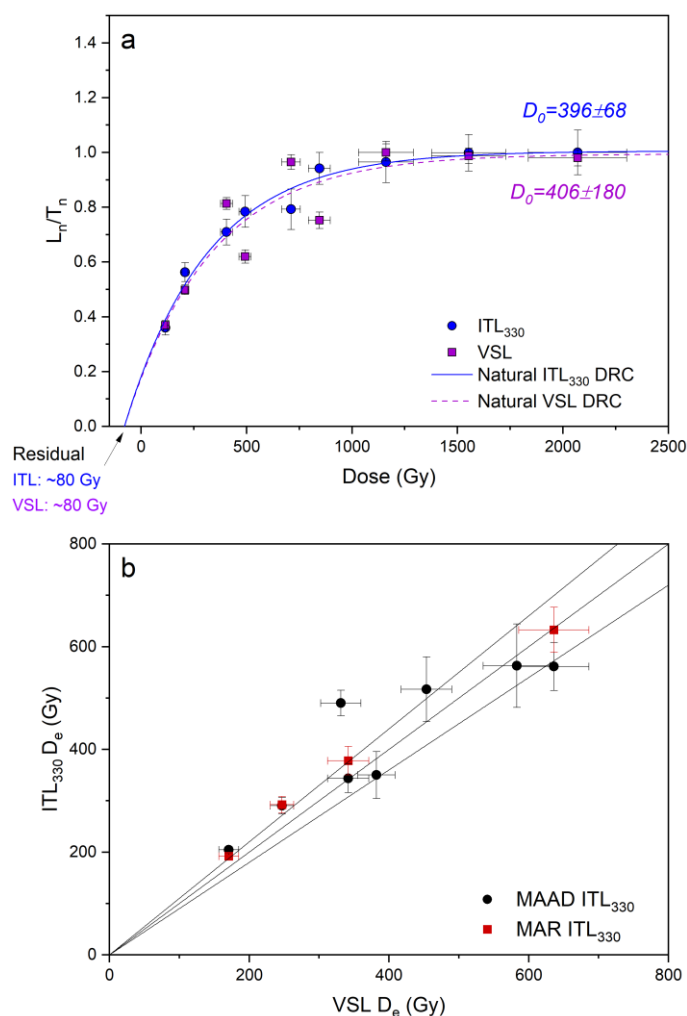 a
1.4
1.2
1.0
0.8
0.6
0.4
0.2
0.0
Lₙ/Tₙ
D₀=396±68
D₀=406±180
ITL₃₃₀
VSL
Natural ITL₃₃₀ DRC
Natural VSL DRC
0 500 1000 1500 2000 2500
Dose (Gy)
Residual
ITL: ~80 Gy
VSL: ~80 Gy
b
800
600
400
200
0
ITL₃₃₀ Dₑ (Gy)
MAAD ITL₃₃₀
MAR ITL₃₃₀
0 200 400 600 800
VSL Dₑ (Gy)